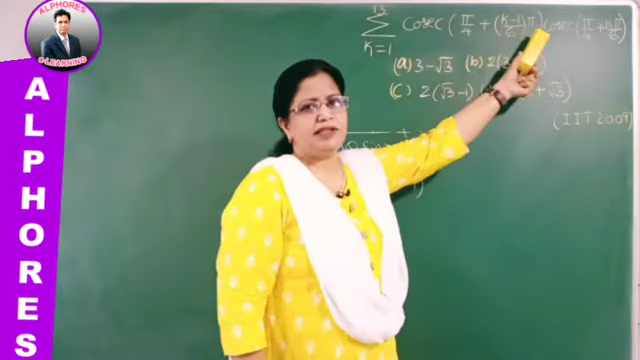 ALPHORES
e-LEARNING
ALPHORES
13
∑ cosec (π/4 + (k-1)π/6) cosec (π/4 + kπ/6)
k=1
(a) 3-√3 (b) 2(3
(c) 2(√3-1) + √3)
(IIT 2009)